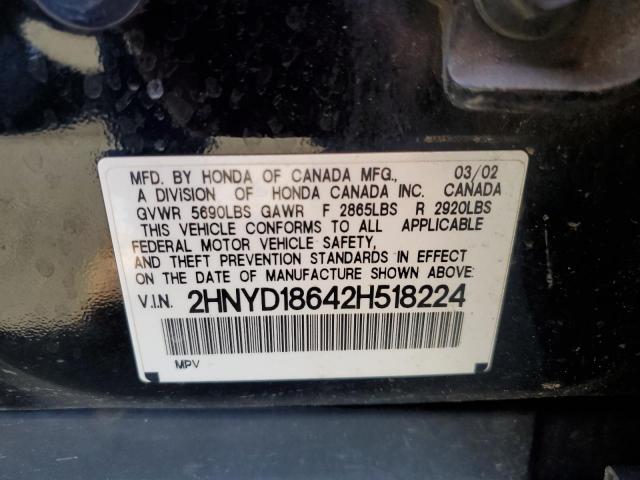 MFD. BY HONDA OF CANADA MFG., 03/02
A DIVISION OF HONDA CANADA INC. CANADA
GVWR 5690LBS GAWR F 2865LBS R 2920LBS
THIS VEHICLE CONFORMS TO ALL APPLICABLE
FEDERAL MOTOR VEHICLE SAFETY,
AND THEFT PREVENTION STANDARDS IN EFFECT
ON THE DATE OF MANUFACTURE SHOWN ABOVE.
V.I.N. 2HNYD18642H518224
MPV